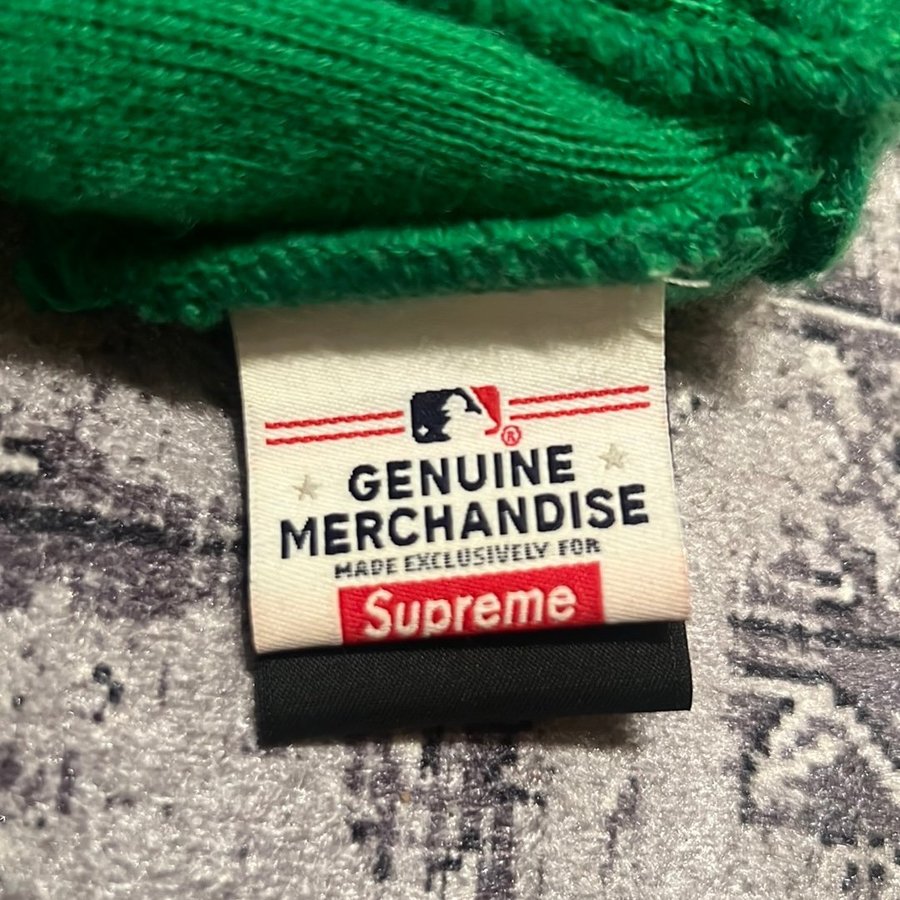 ®
GENUINE
MERCHANDISE
MADE EXCLUSIVELY FOR
Supreme